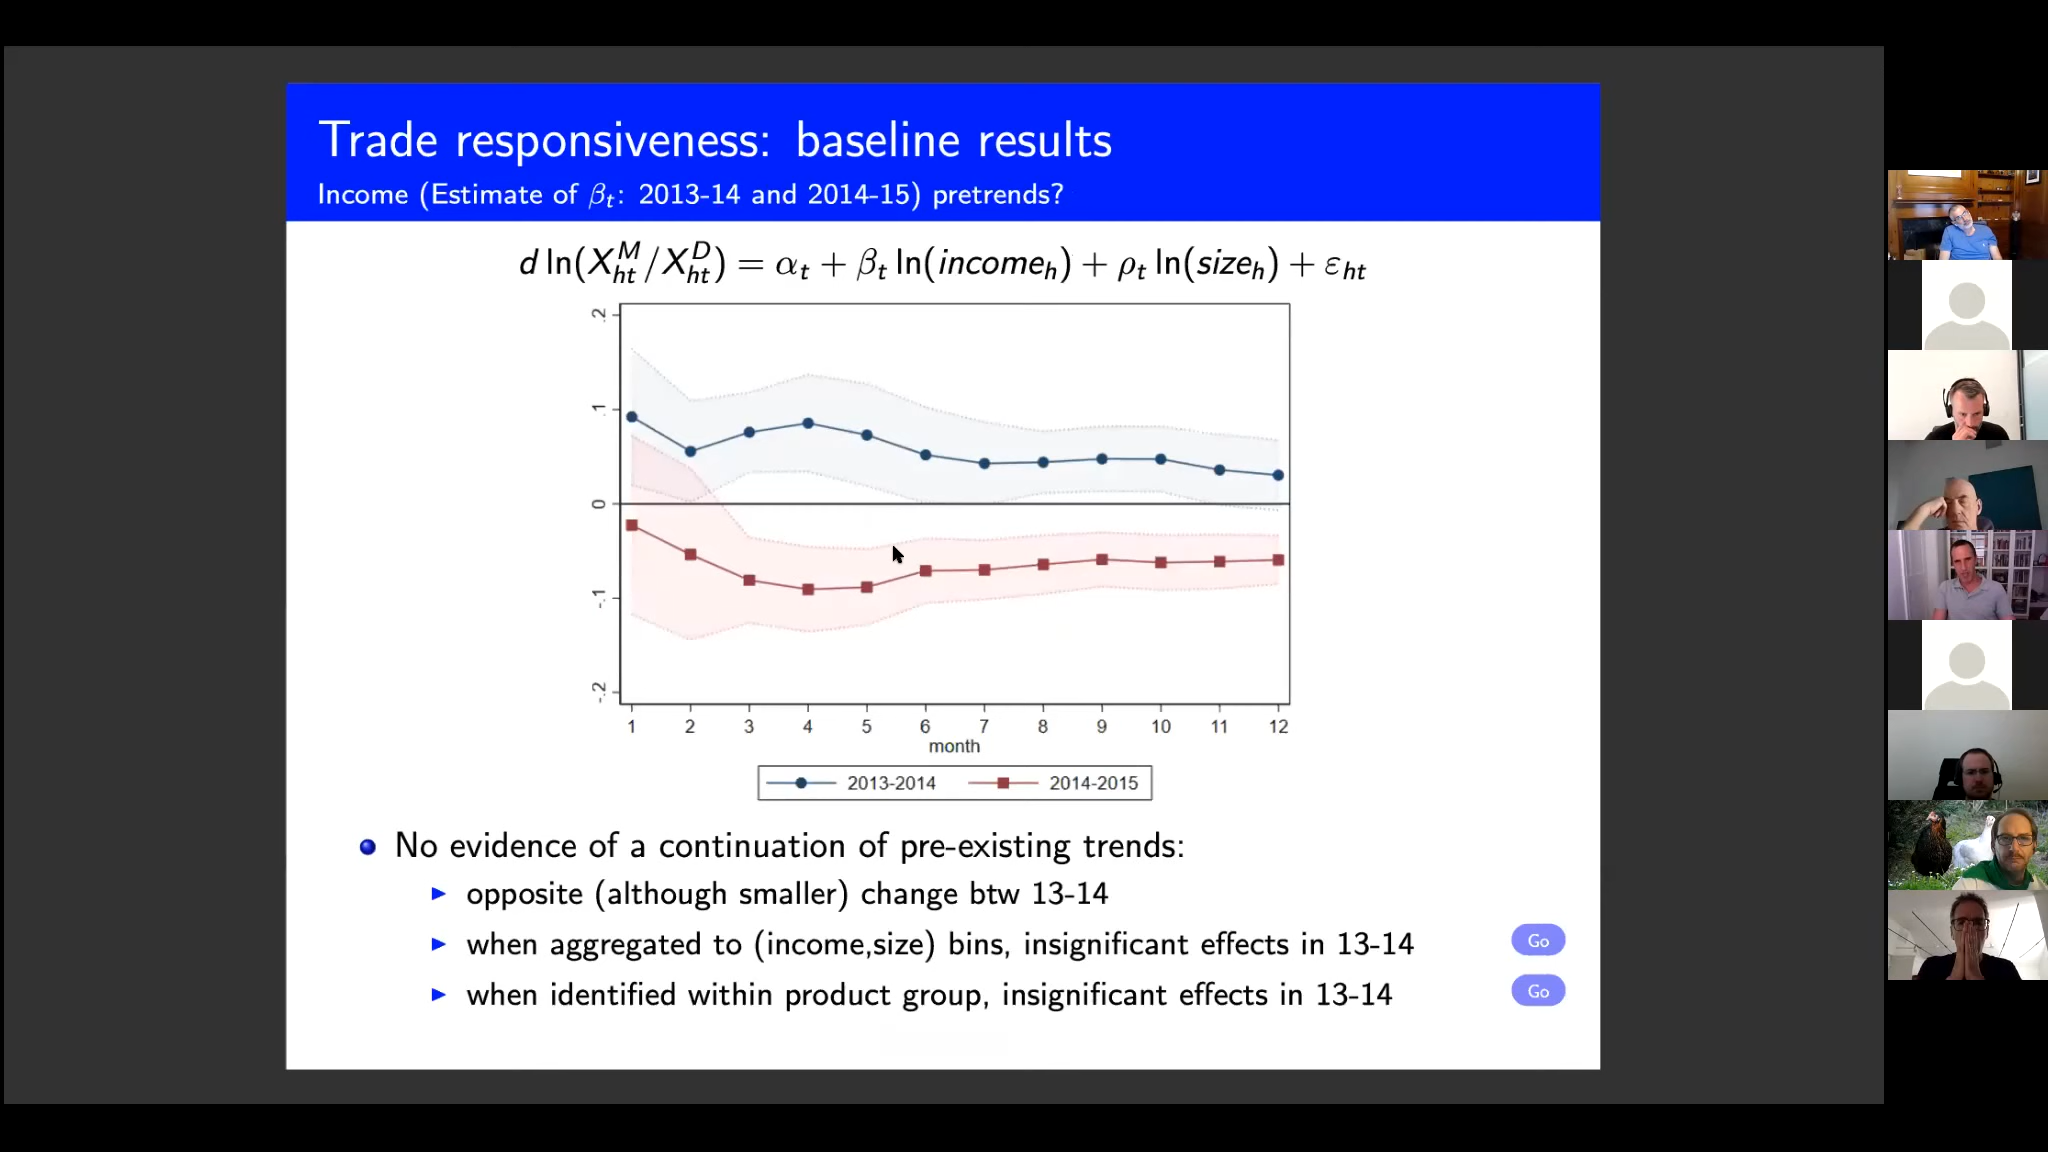 Trade responsiveness: baseline results
Income (Estimate of βt: 2013-14 and 2014-15) pretrends?
d ln(X^M_ht/X^D_ht) = αt + βt ln(income_h) + ρt ln(size_h) + ε_ht
.2
.1
0
-.1
-.2
1 2 3 4 5 6 7 8 9 10 11 12
month
2013-2014 2014-2015
No evidence of a continuation of pre-existing trends:
opposite (although smaller) change btw 13-14
when aggregated to (income,size) bins, insignificant effects in 13-14 Go
when identified within product group, insignificant effects in 13-14 Go